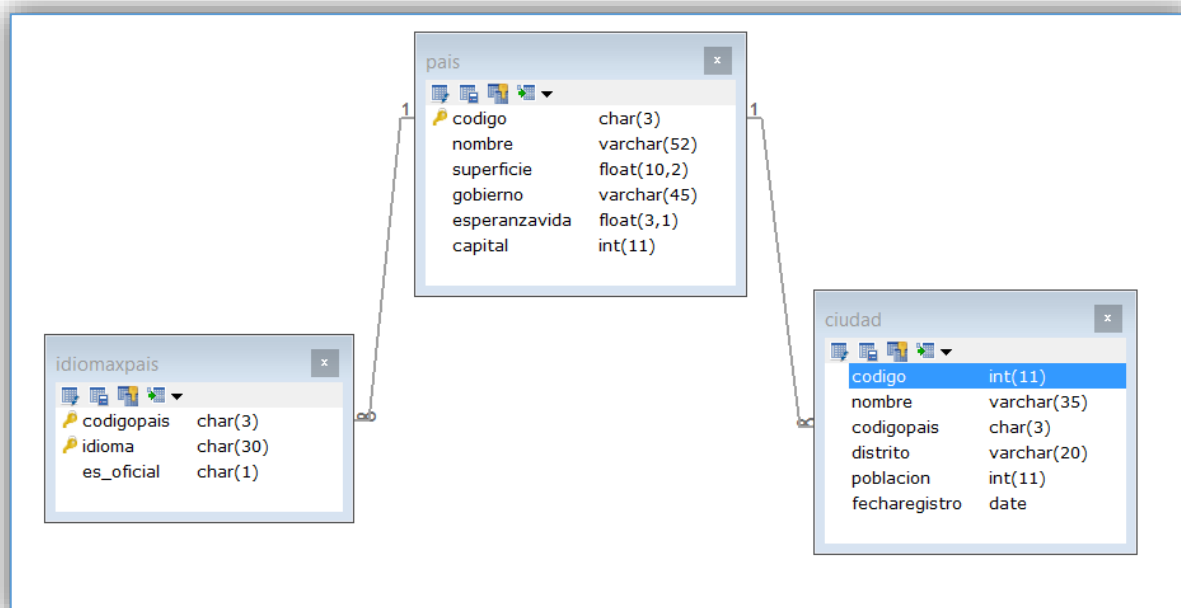 pais
codigo char(3)
nombre varchar(52)
superficie float(10,2)
gobierno varchar(45)
esperanzavida float(3,1)
capital int(11)
1
1
idiomaxpais
codigopais char(3)
idioma char(30)
es_oficial char(1)
ciudad
codigo int(11)
nombre varchar(35)
codigopais char(3)
distrito varchar(20)
poblacion int(11)
fecharegistro date